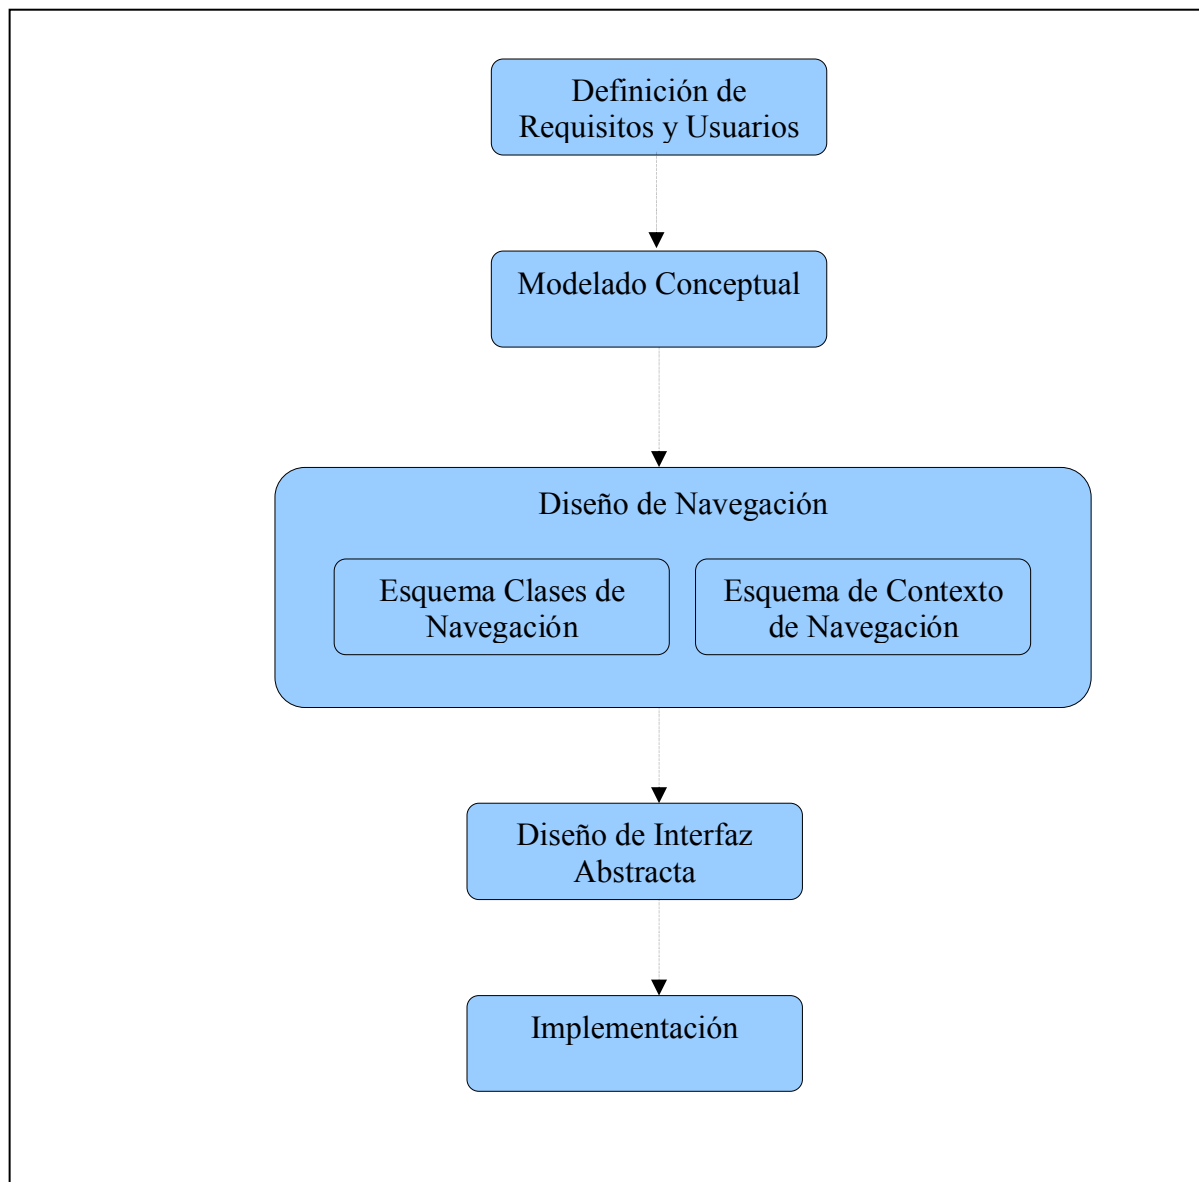 Definición de
Requisitos y Usuarios
Modelado Conceptual
Diseño de Navegación
Esquema Clases de
Navegación
Esquema de Contexto
de Navegación
Diseño de Interfaz
Abstracta
Implementación